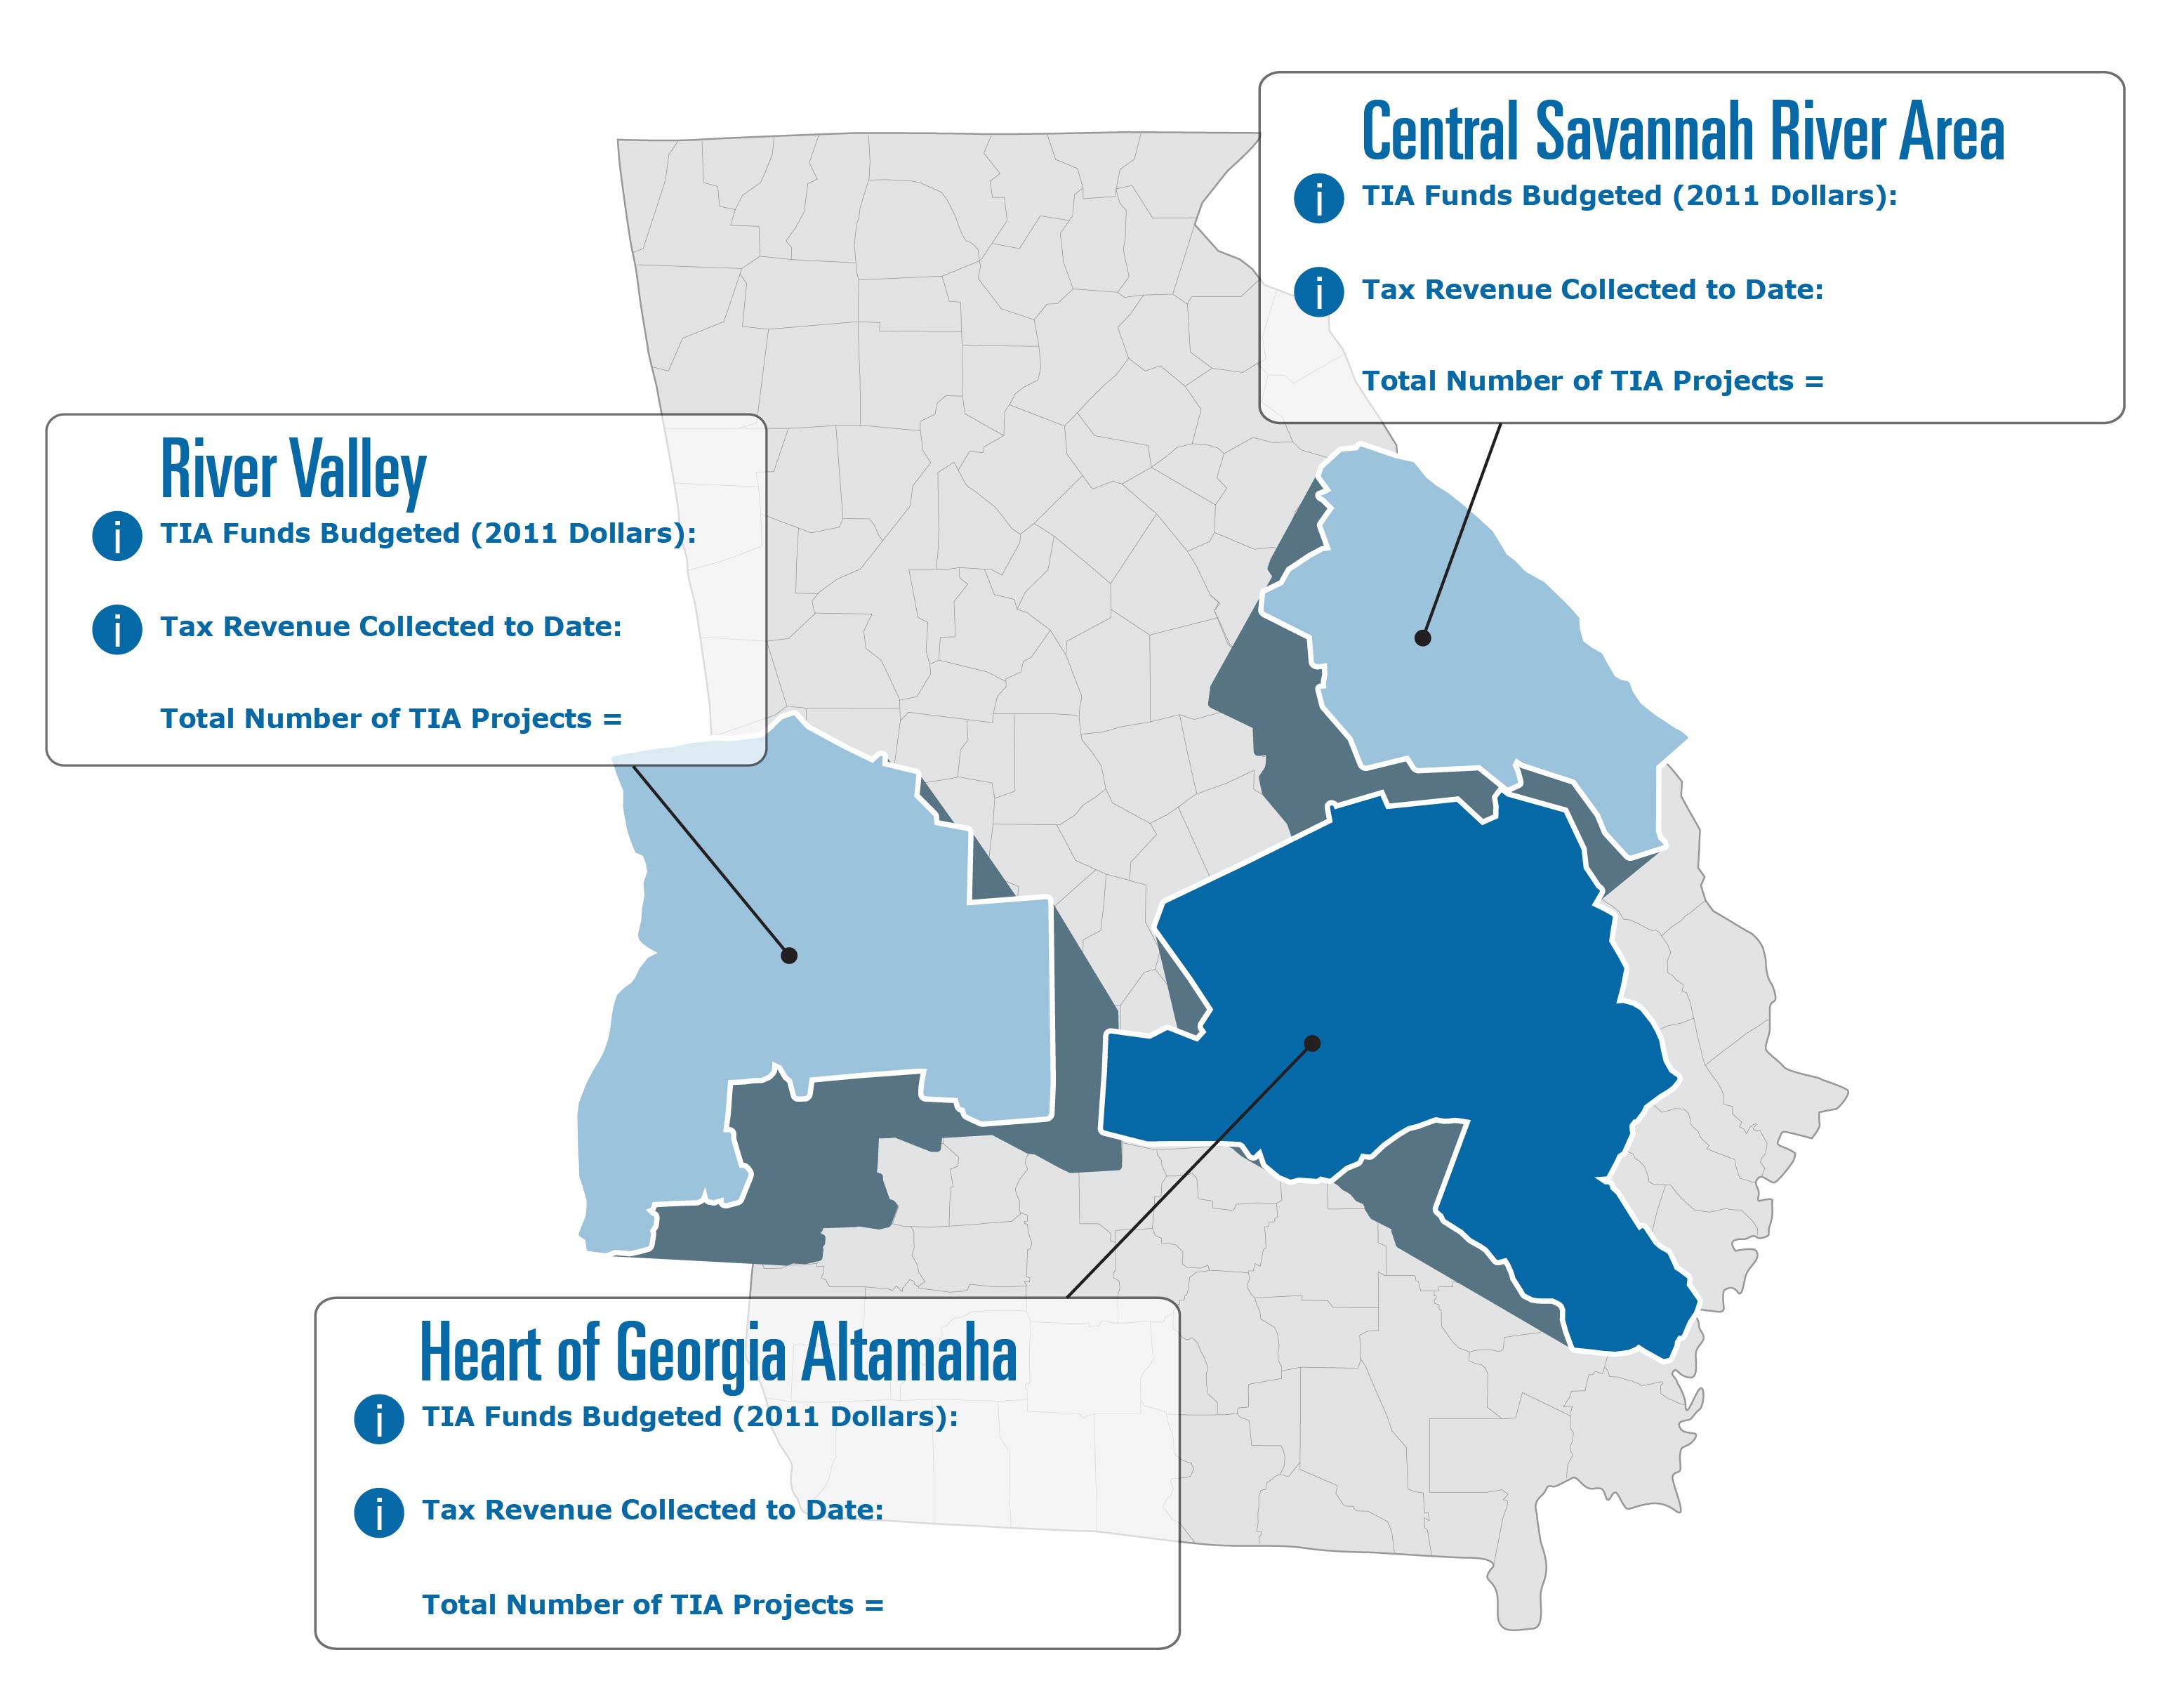 Central Savannah River Area
i TIA Funds Budgeted (2011 Dollars):
i Tax Revenue Collected to Date:
Total Number of TIA Projects =
River Valley
i TIA Funds Budgeted (2011 Dollars):
i Tax Revenue Collected to Date:
Total Number of TIA Projects =
Heart of Georgia Altamaha
i TIA Funds Budgeted (2011 Dollars):
i Tax Revenue Collected to Date:
Total Number of TIA Projects =